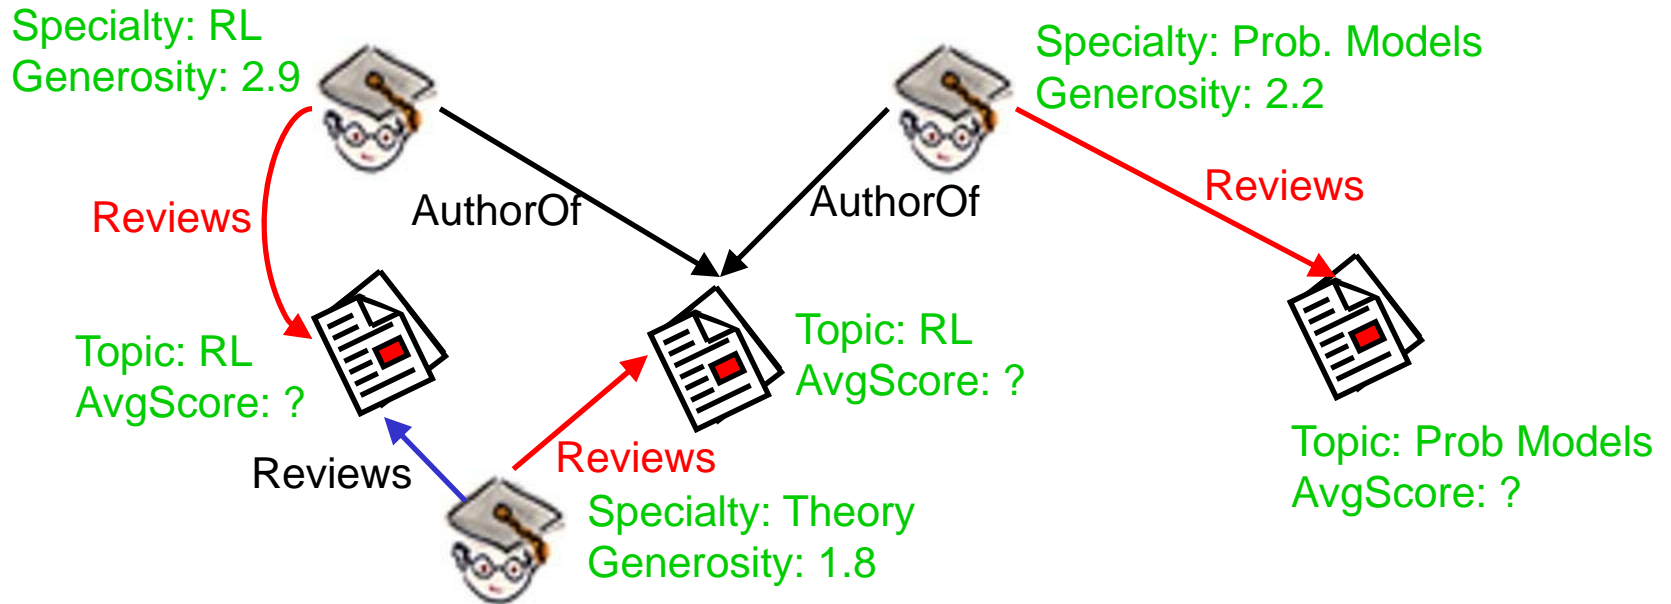 Specialty: RL
Generosity: 2.9
Specialty: Prob. Models
Generosity: 2.2
Reviews
AuthorOf
AuthorOf
Reviews
Topic: RL
AvgScore: ?
Topic: RL
AvgScore: ?
Topic: Prob Models
AvgScore: ?
Reviews
Reviews
Specialty: Theory
Generosity: 1.8